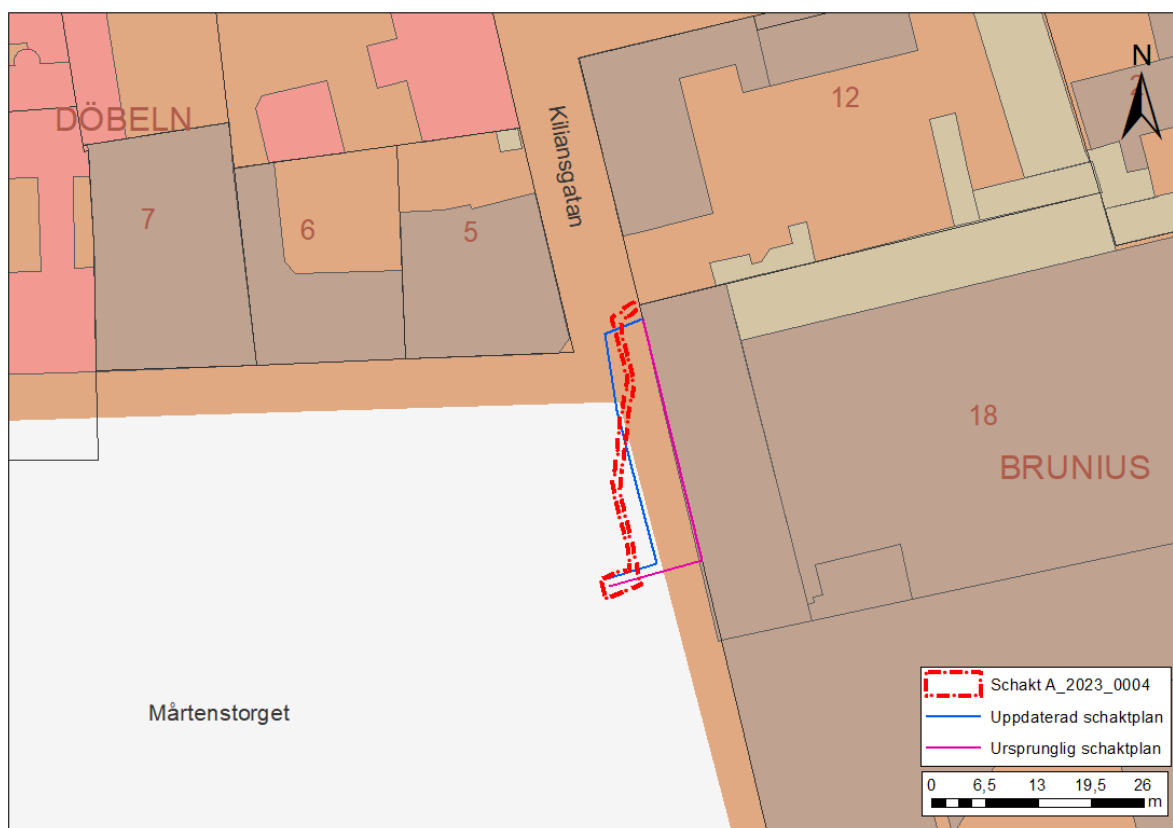 N
12
2
DÖBELN
Kiliansgatan
7
6
5
18
BRUNIUS
Mårtenstorget
Schakt A_2023_0004
Uppdaterad schaktplan
Ursprunglig schaktplan
0 6,5 13 19,5 26
m